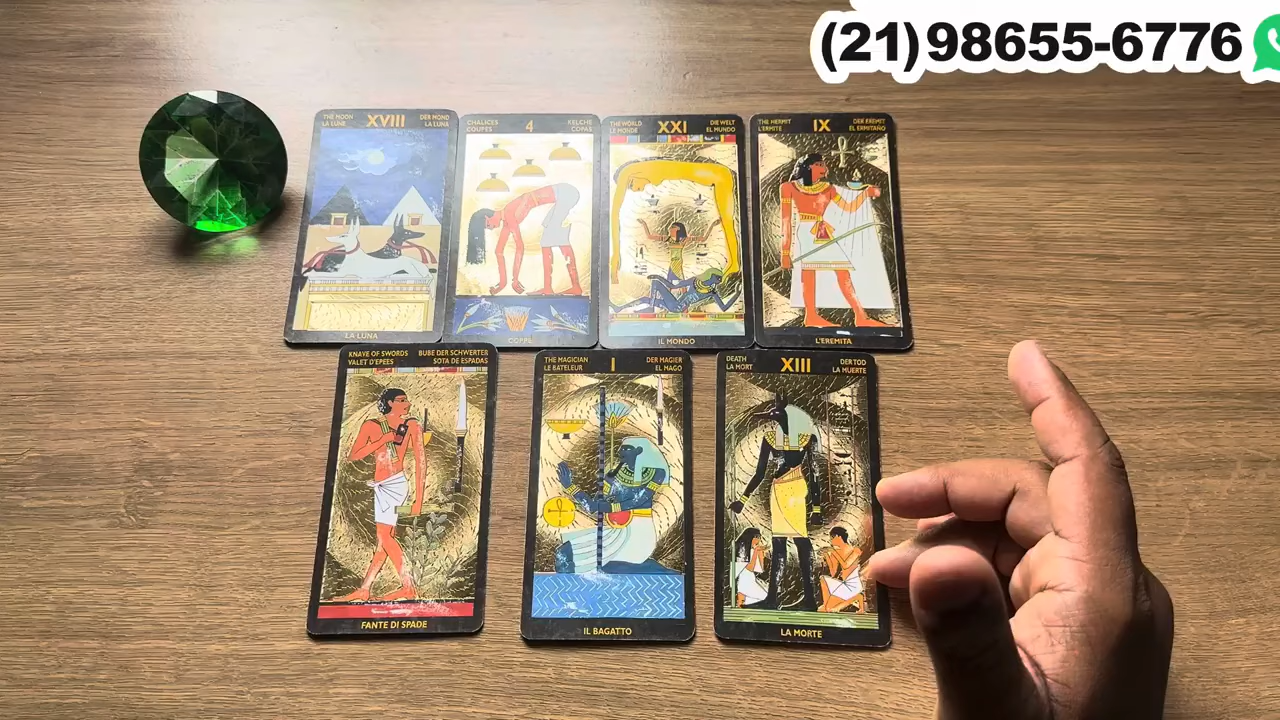 (21)98655-6776
THE MOON
LA LUNE
XVIII
DER MOND
LA LUNA
LA LUNA
CHALICES
COUPES
4
KELCHE
COPAS
COPPE
THE WORLD
LE MONDE
XXI
DIE WELT
EL MUNDO
IL MONDO
THE HERMIT
L'ERMITE
IX
DER EREMIT
EL ERMITAÑO
L'EREMITA
KNAVE OF SWORDS
VALET D'EPEES
BUBE DER SCHWERTER
SOTA DE ESPADAS
FANTE DI SPADE
THE MAGICIAN
LE BATELEUR
I
DER MAGIER
EL MAGO
IL BAGATTO
DEATH
LA MORT
XIII
DER TOD
LA MUERTE
LA MORTE